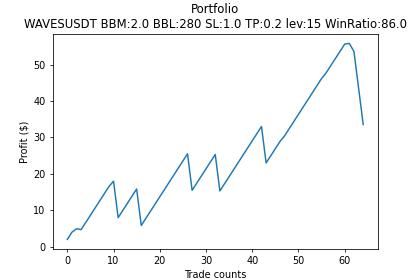 Portfolio
WAVESUSDT BBM:2.0 BBL:280 SL:1.0 TP:0.2 lev:15 WinRatio:86.0
Profit ($)
50
40
30
20
10
0
0 10 20 30 40 50 60
Trade counts